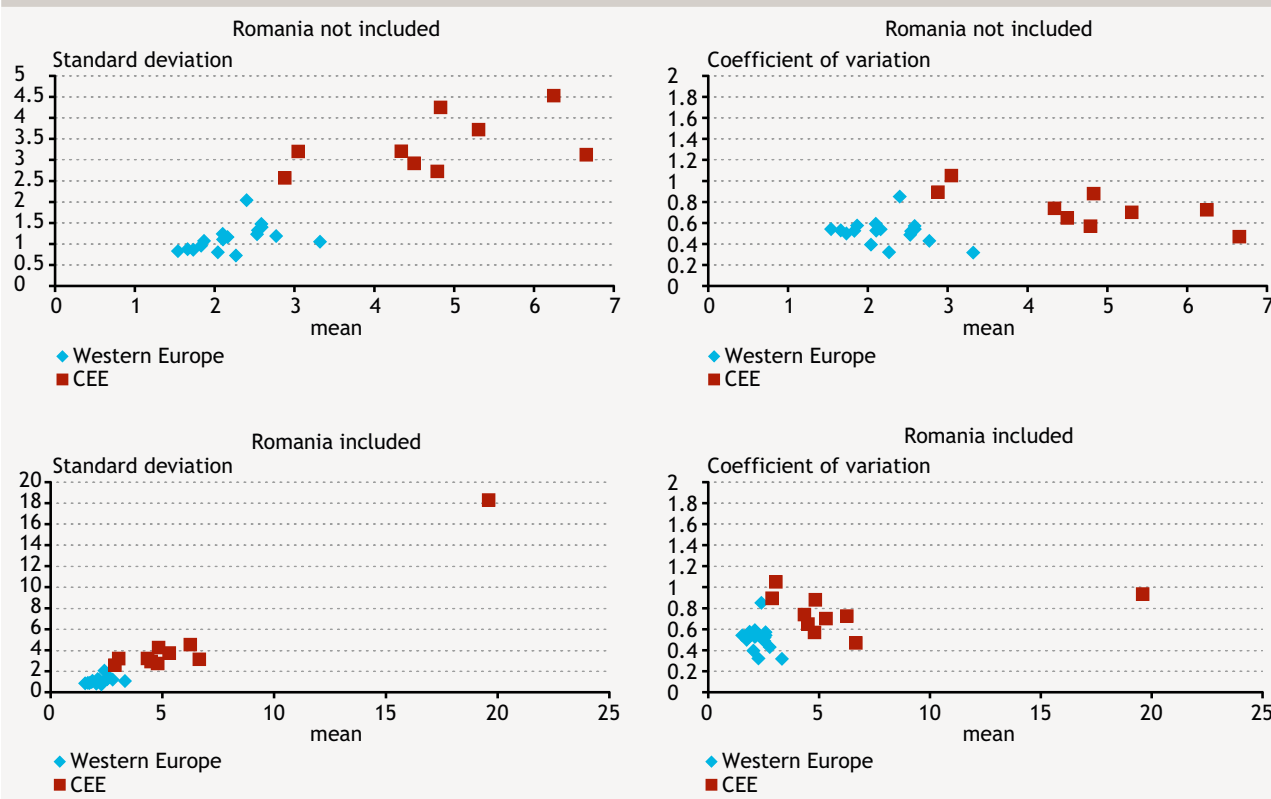 Romania not included
Standard deviation
5
4.5
4
3.5
3
2.5
2
1.5
1
0.5
0
0 1 2 3 4 5 6 7
mean
Western Europe
CEE
Romania not included
Coefficient of variation
2
1.8
1.6
1.4
1.2
1
0.8
0.6
0.4
0.2
0
0 1 2 3 4 5 6 7
mean
Western Europe
CEE
Romania included
Standard deviation
20
18
16
14
12
10
8
6
4
2
0
0 5 10 15 20 25
mean
Western Europe
CEE
Romania included
Coefficient of variation
2
1.8
1.6
1.4
1.2
1
0.8
0.6
0.4
0.2
0
0 5 10 15 20 25
mean
Western Europe
CEE